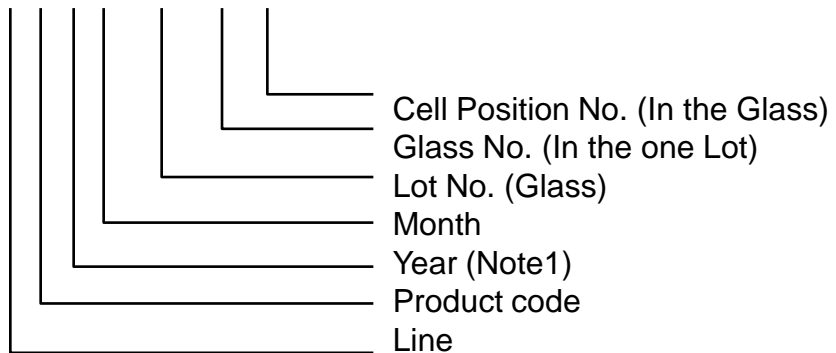 Cell Position No. (In the Glass)
Glass No. (In the one Lot)
Lot No. (Glass)
Month
Year (Note1)
Product code
Line